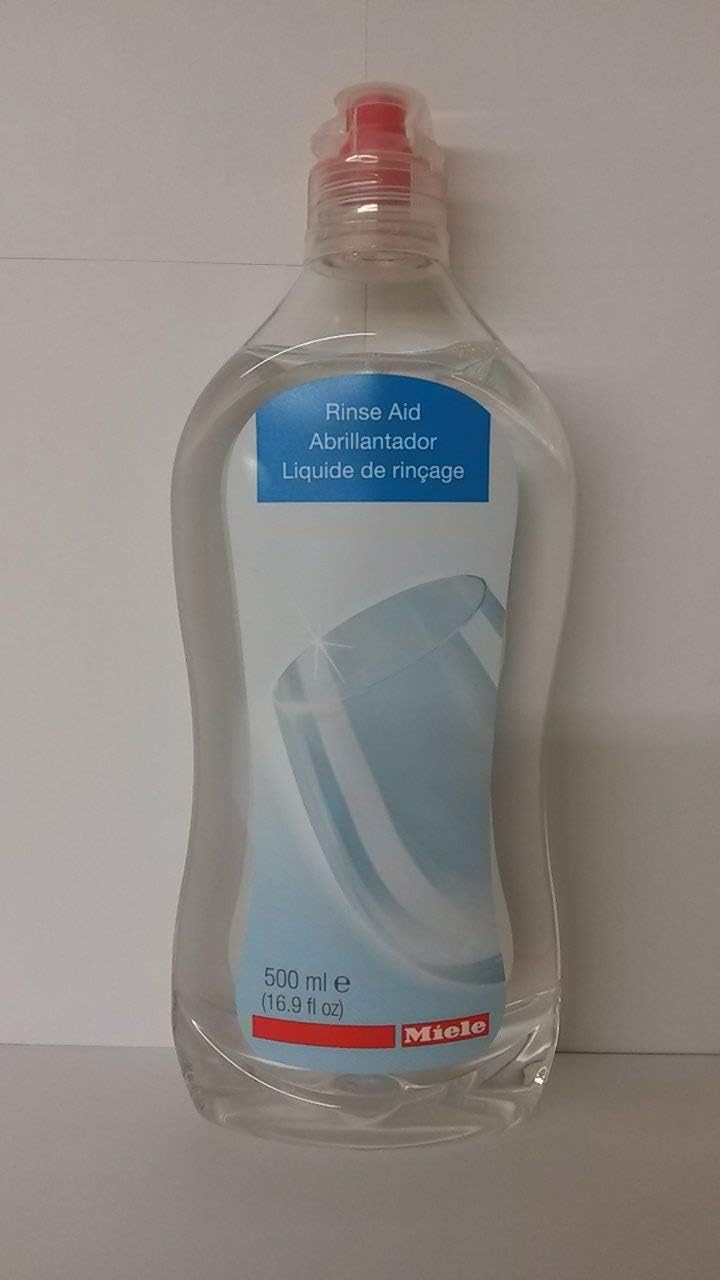 Rinse Aid
Abrillantador
Liquide de rinçage
500 ml ℮
(16.9 fl oz)
Miele